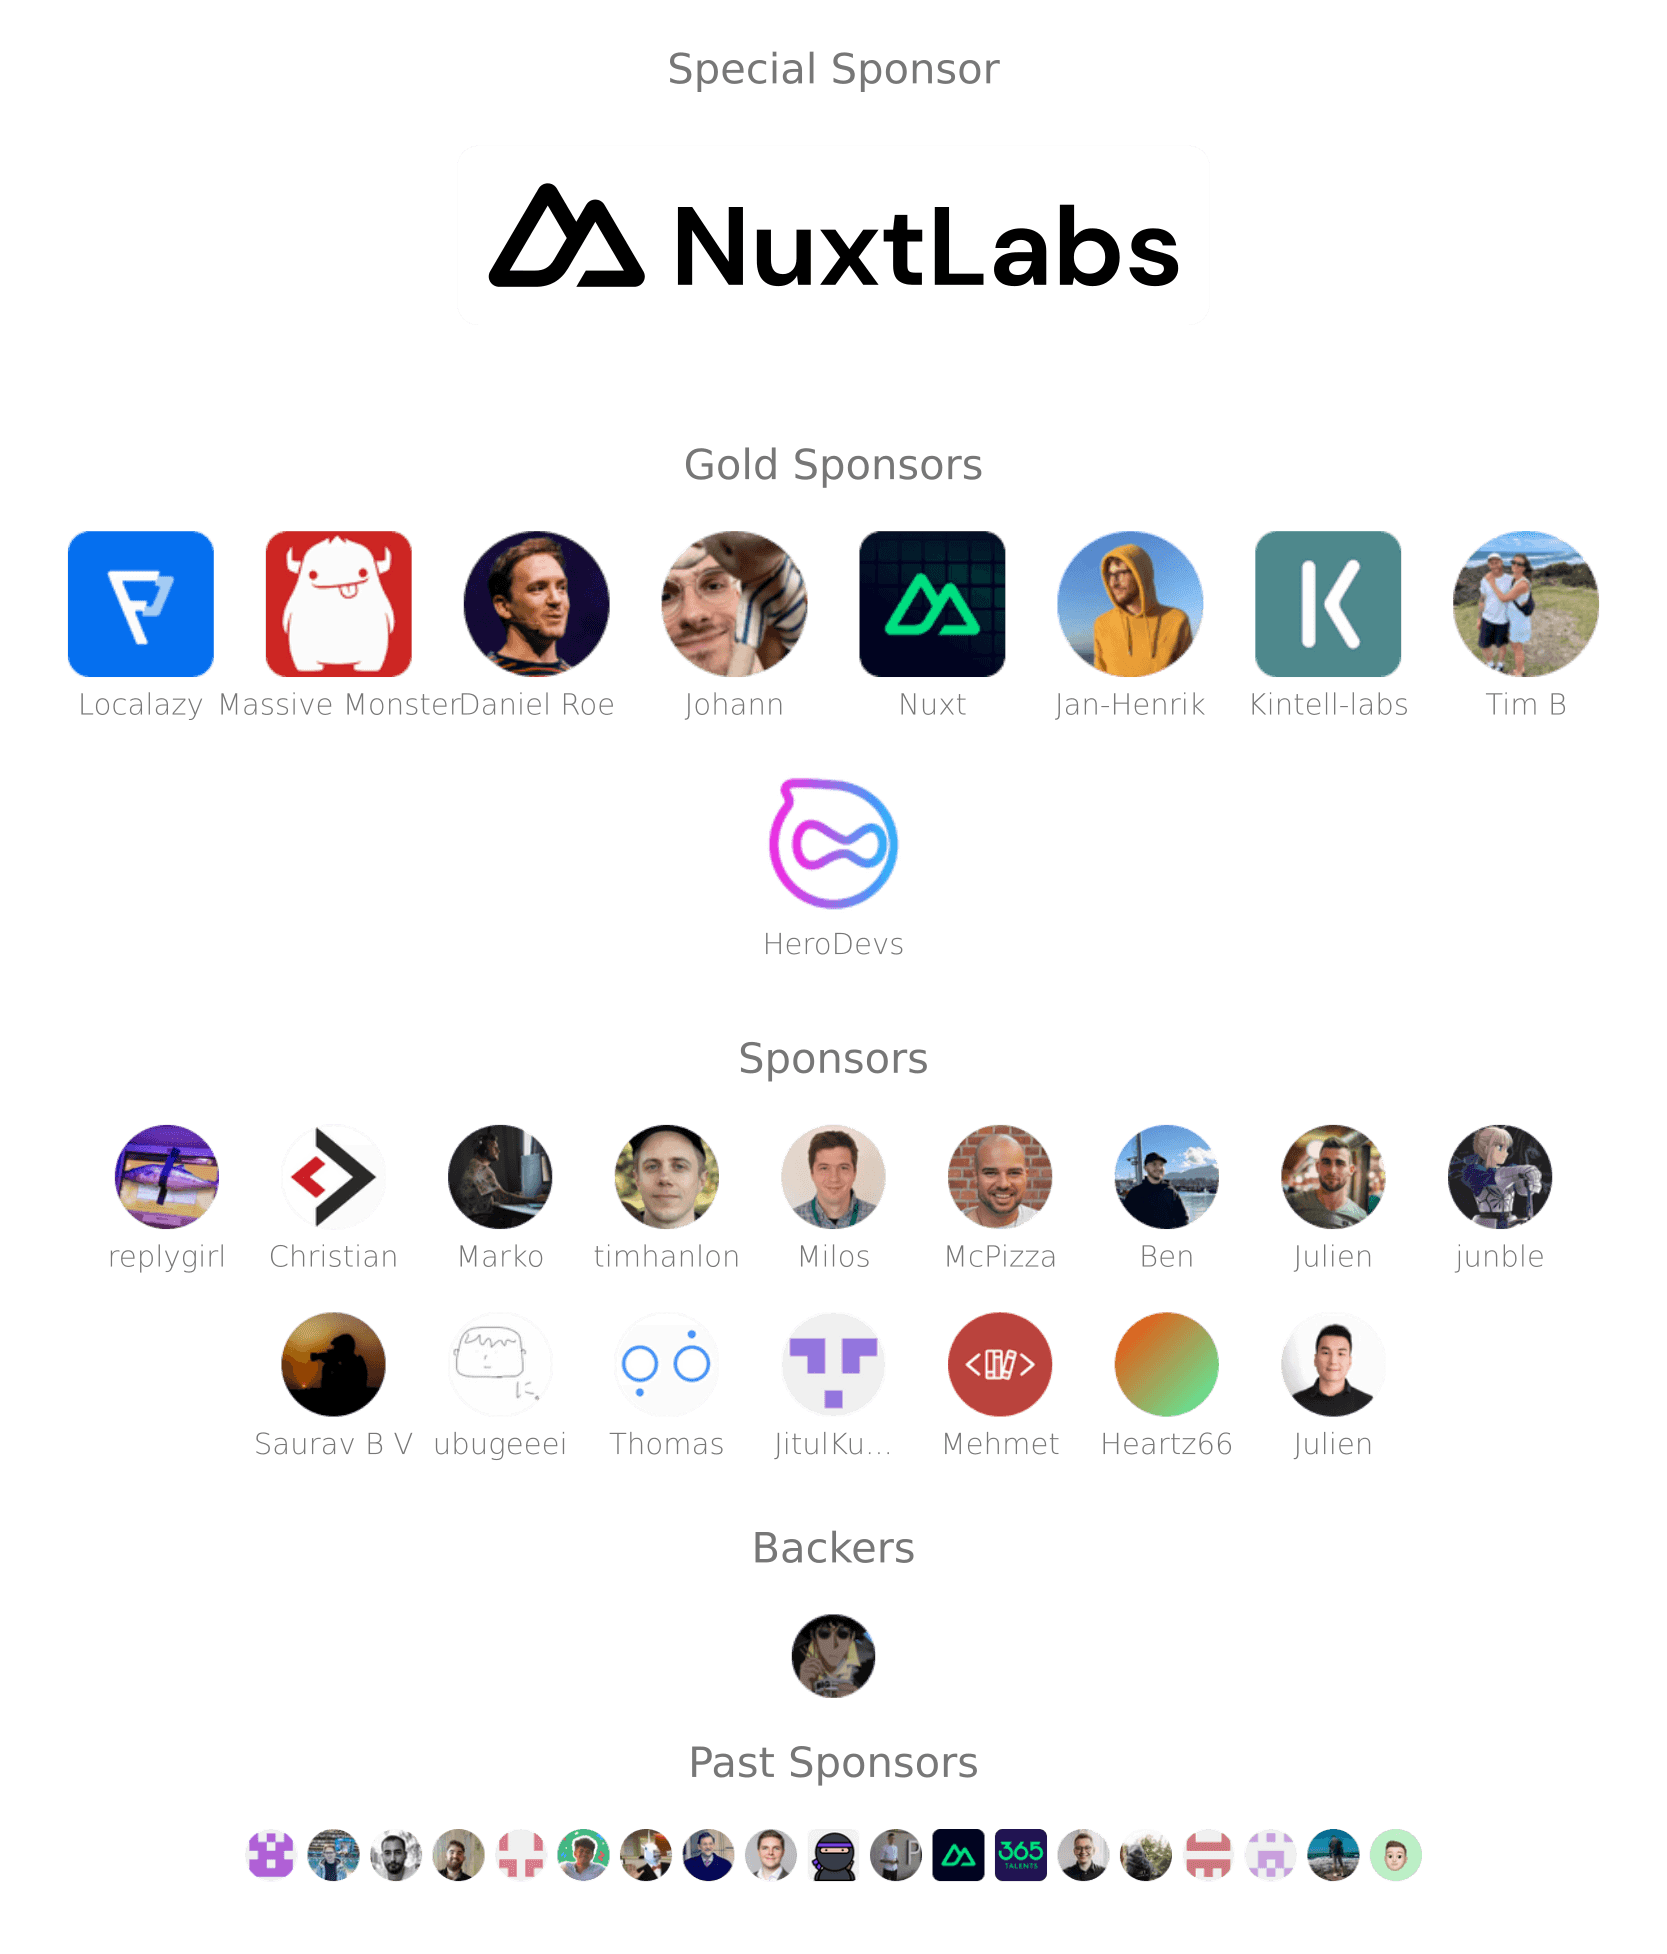 Special Sponsor
NuxtLabs
Gold Sponsors
Localazy Massive Monster Daniel Roe Johann Nuxt Jan-Henrik Kintell-labs Tim B
HeroDevs
Sponsors
replygirl Christian Marko timhanlon Milos McPizza Ben Julien junble
Saurav B V ubugeeei Thomas JitulKu... Mehmet Heartz66 Julien
Backers
Past Sponsors
365
TALENTS